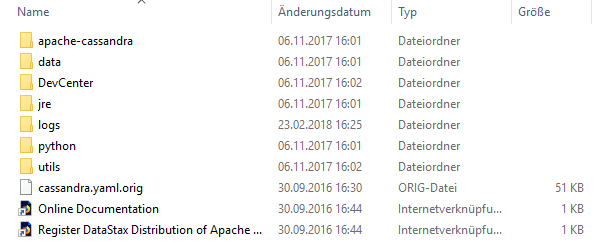 Name Änderungsdatum Typ Größe
apache-cassandra 06.11.2017 16:01 Dateiordner
data 06.11.2017 16:01 Dateiordner
DevCenter 06.11.2017 16:02 Dateiordner
jre 06.11.2017 16:01 Dateiordner
logs 23.02.2018 16:25 Dateiordner
python 06.11.2017 16:01 Dateiordner
utils 06.11.2017 16:02 Dateiordner
cassandra.yaml.orig 30.09.2016 16:30 ORIG-Datei 51 KB
Online Documentation 30.09.2016 16:44 Internetverknüpfu... 1 KB
Register DataStax Distribution of Apache ... 30.09.2016 16:44 Internetverknüpfu... 1 KB